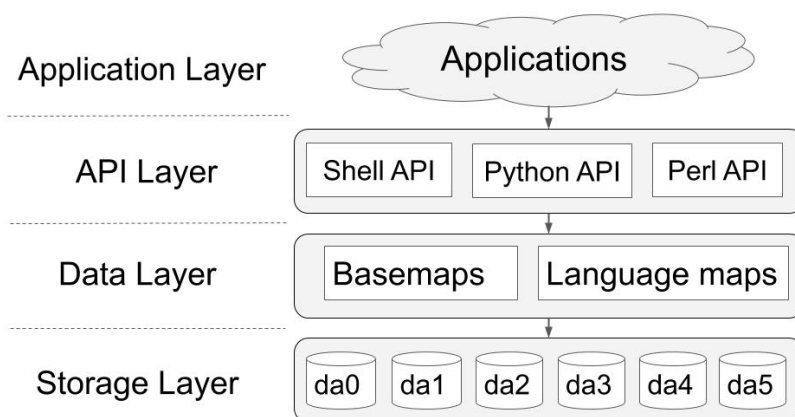 Application Layer
Applications
API Layer
Shell API
Python API
Perl API
Data Layer
Basemaps
Language maps
Storage Layer
da0
da1
da2
da3
da4
da5